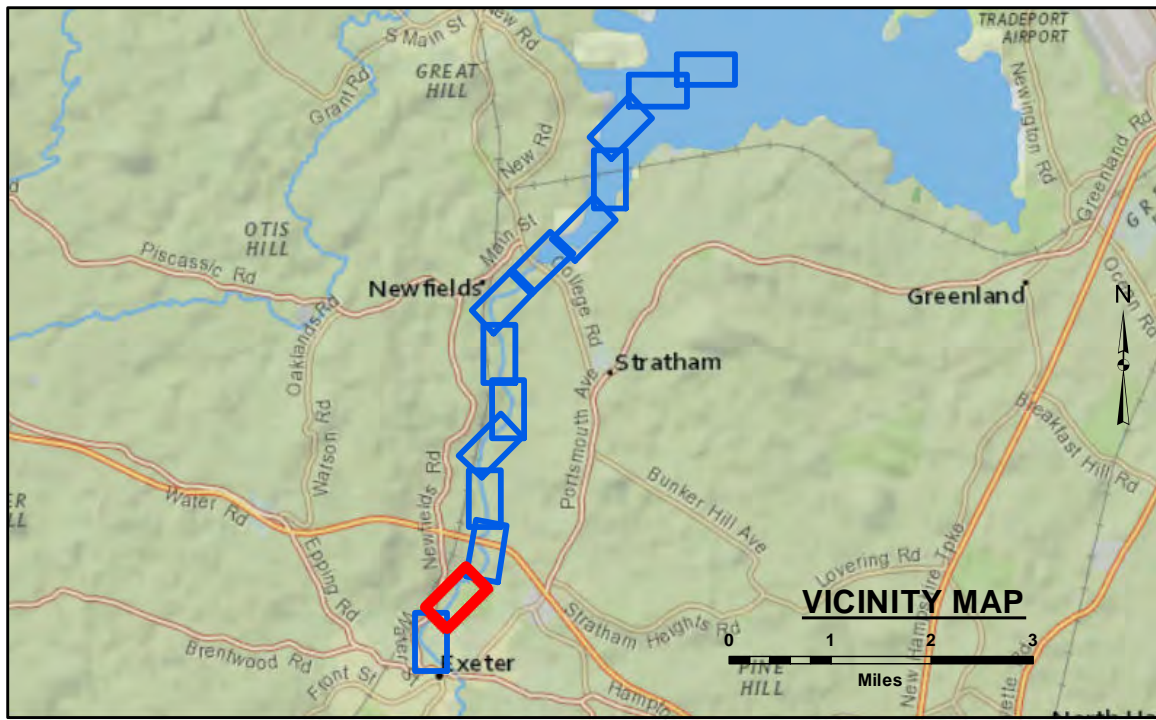 S Main St
New Rd
TRADEPORT
AIRPORT
GREAT
HILL
Grant Rd
Newington Rd
Greenland Rd
New Rd
OTIS
HILL
Main St
Piscassic Rd
College Rd
Ocean Rd
Newfields
Greenland
N
Oaklands Rd
Stratham
Portsmouth Ave
Breakfast Hill Rd
Watson Rd
Newfields Rd
Bunker Hill Ave
Water Rd
Epping Rd
Lovering Rd
New Hampshire Tpke
VICINITY MAP
Stratham Heights Rd
0 1 2 3
Miles
Brentwood Rd
Exeter
Front St
PINE
HILL